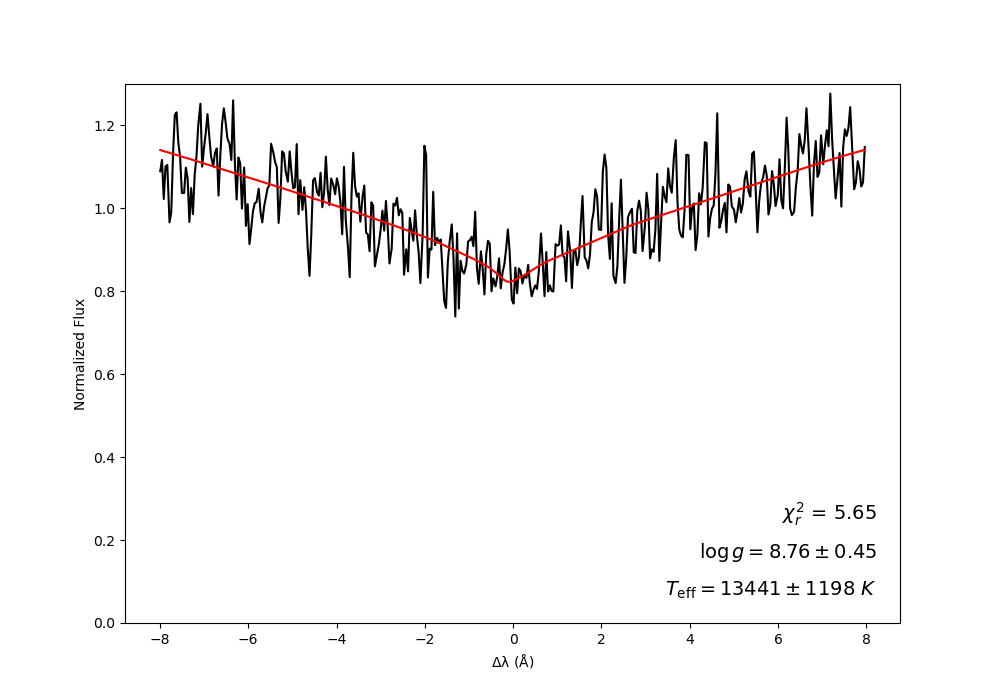 1.2
1.0
0.8
0.6
0.4
0.2
0.0
Normalized Flux
χ²ᵣ = 5.65
log g = 8.76 ± 0.45
T_eff = 13441 ± 1198 K
−8 −6 −4 −2 0 2 4 6 8
Δλ (Å)